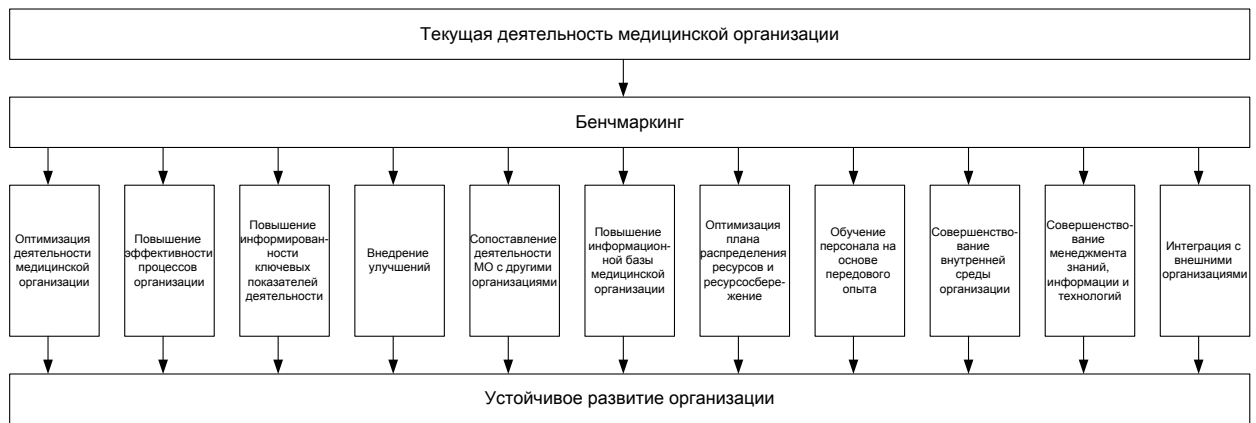 Текущая деятельность медицинской организации
Бенчмаркинг
Оптимизация
деятельности
медицинской
организации
Повышение
эффективности
процессов
организации
Повышение
информирован-
ности
ключевых
показателей
деятельности
Внедрение
улучшений
Сопоставление
деятельности
МО с другими
организациями
Повышение
информацион-
ной базы
медицинской
организации
Оптимизация
плана
распределения
ресурсов и
ресурсосбере-
жение
Обучение
персонала на
основе
передового
опыта
Совершенство-
вание
внутренней
среды
организации
Совершенство-
вание
менеджмента
знаний,
информации и
технологий
Интеграция с
внешними
организациями
Устойчивое развитие организации